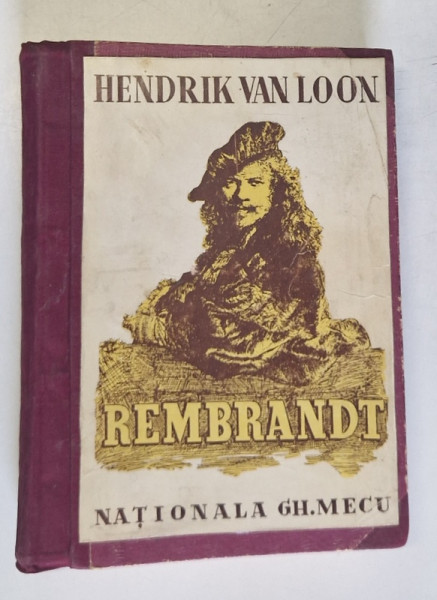 HENDRIK VAN LOON
REMBRANDT
NAȚIONALA GH.MECU